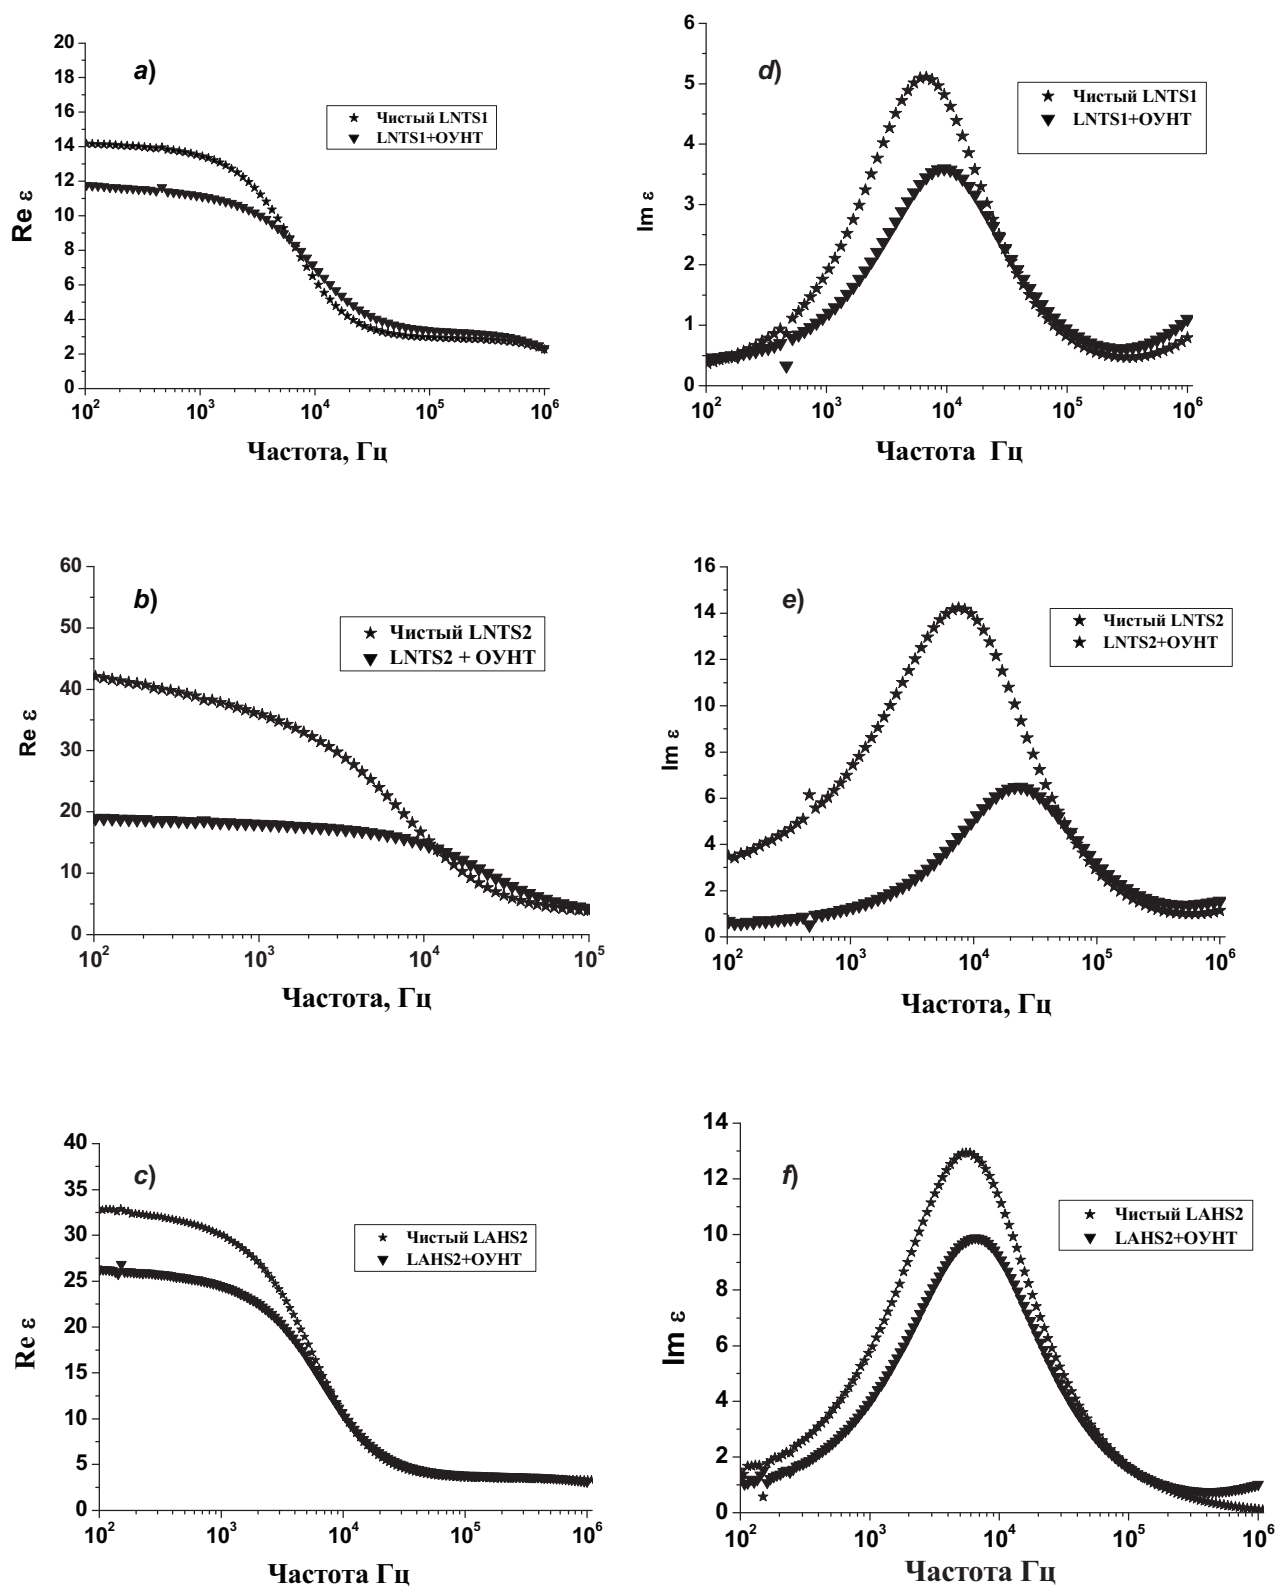 a)
Чистый LNTS1
LNTS1+ОУНТ
Re ε
20
18
16
14
12
10
8
6
4
2
0
10² 10³ 10⁴ 10⁵ 10⁶
Частота, Гц
d)
Чистый LNTS1
LNTS1+ОУНТ
Im ε
6
5
4
3
2
1
0
10² 10³ 10⁴ 10⁵ 10⁶
Частота Гц
b)
Чистый LNTS2
LNTS2 + ОУНТ
Re ε
60
50
40
30
20
10
0
10² 10³ 10⁴ 10⁵
Частота, Гц
e)
Чистый LNTS2
LNTS2+ОУНТ
Im ε
16
14
12
10
8
6
4
2
0
10² 10³ 10⁴ 10⁵ 10⁶
Частота, Гц
c)
Чистый LAHS2
LAHS2+ОУНТ
Re ε
40
35
30
25
20
15
10
5
0
10² 10³ 10⁴ 10⁵ 10⁶
Частота Гц
f)
Чистый LAHS2
LAHS2+ОУНТ
Im ε
14
12
10
8
6
4
2
0
10² 10³ 10⁴ 10⁵ 10⁶
Частота Гц